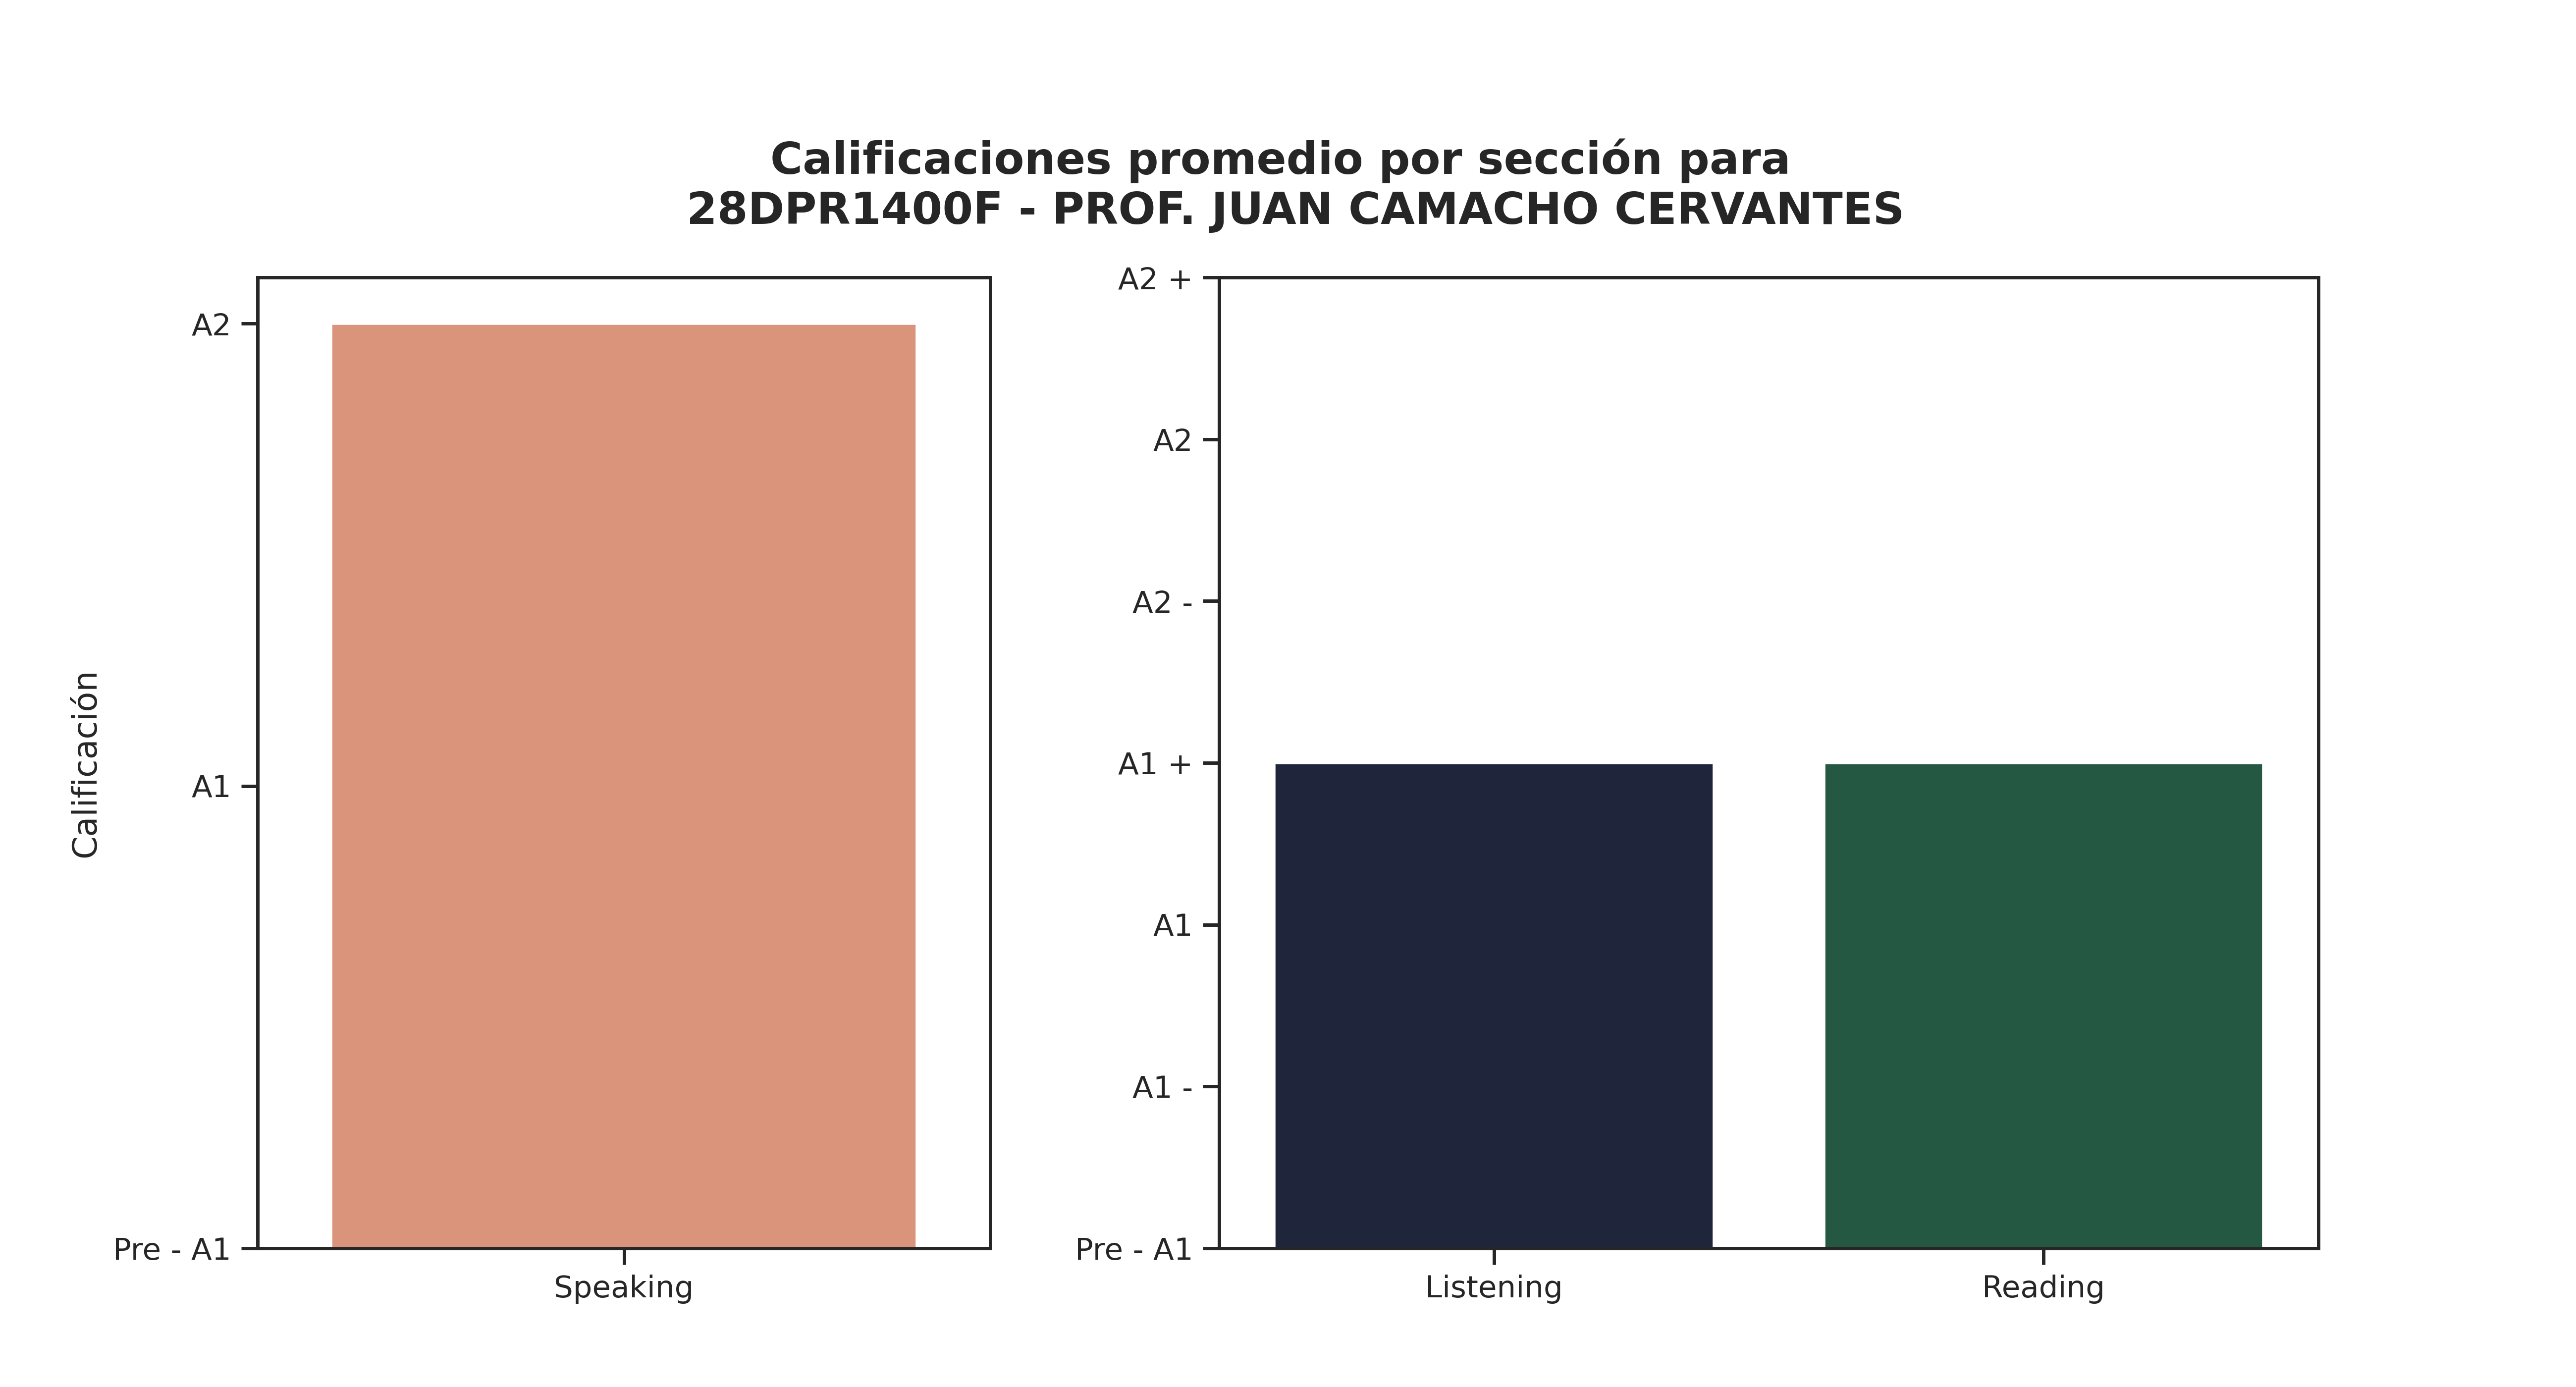 Calificaciones promedio por sección para
28DPR1400F - PROF. JUAN CAMACHO CERVANTES
Calificación
A2
A1
Pre - A1
Speaking
A2 +
A2
A2 -
A1 +
A1
A1 -
Pre - A1
Listening
Reading